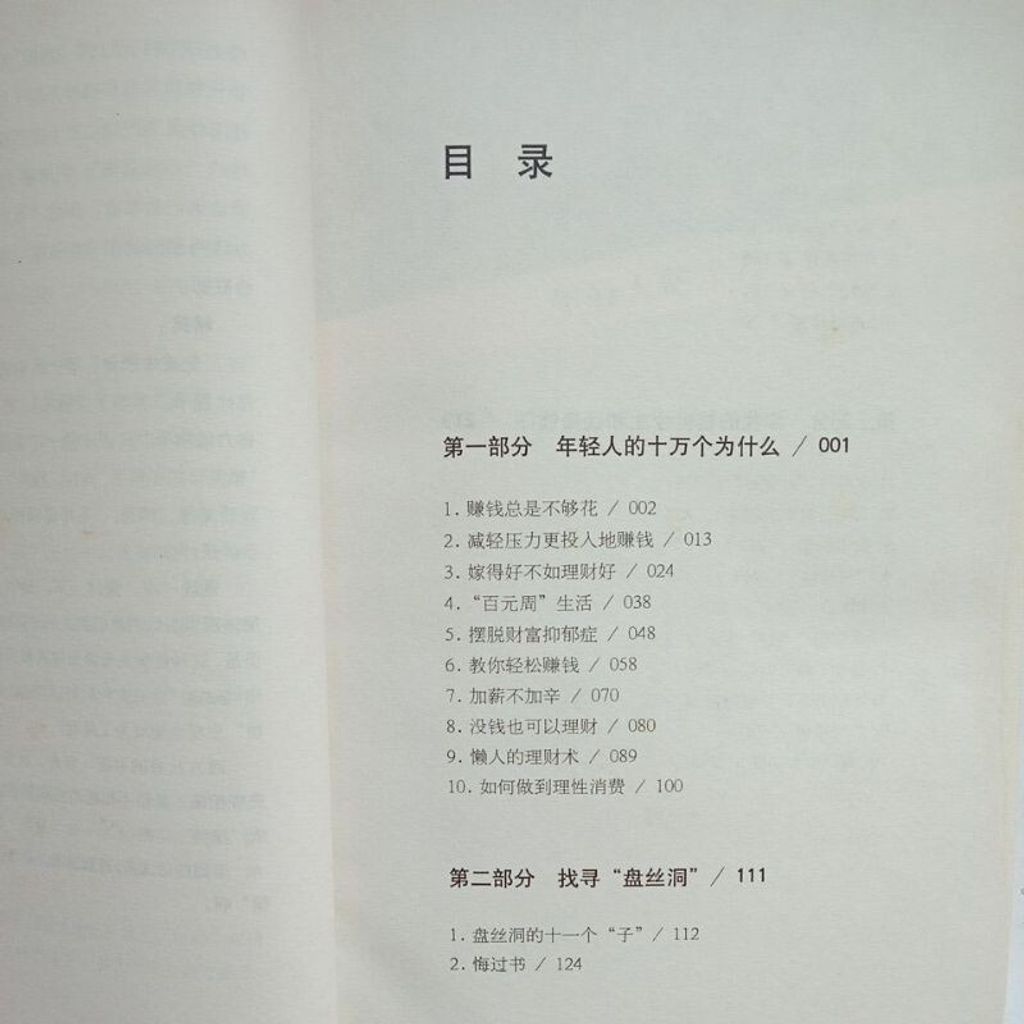 目 录
第一部分 年轻人的十万个为什么 / 001
1. 赚钱总是不够花 / 002
2. 减轻压力更投入地赚钱 / 013
3. 嫁得好不如理财好 / 024
4. “百元周”生活 / 038
5. 摆脱财富抑郁症 / 048
6. 教你轻松赚钱 / 058
7. 加薪不加辛 / 070
8. 没钱也可以理财 / 080
9. 懒人的理财术 / 089
10. 如何做到理性消费 / 100
第二部分 找寻“盘丝洞” / 111
1. 盘丝洞的十一个“子” / 112
2. 悔过书 / 124